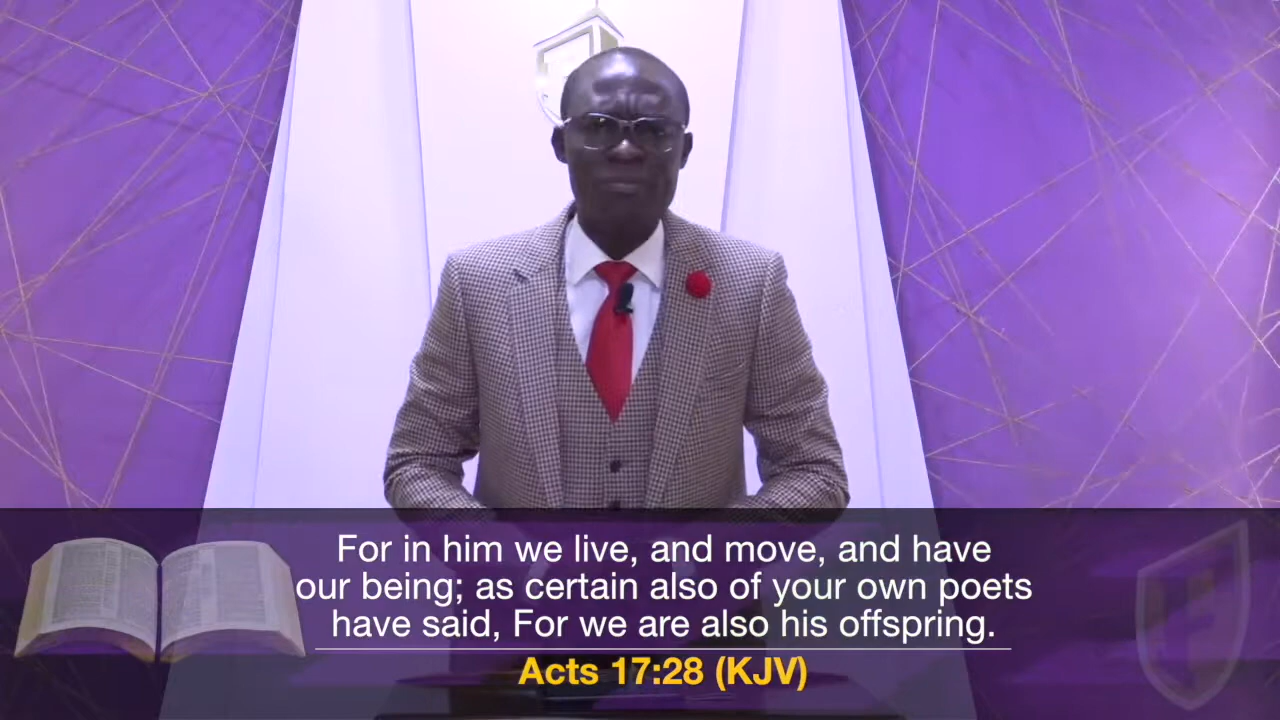 For in him we live, and move, and have
our being; as certain also of your own poets
have said, For we are also his offspring.
Acts 17:28 (KJV)